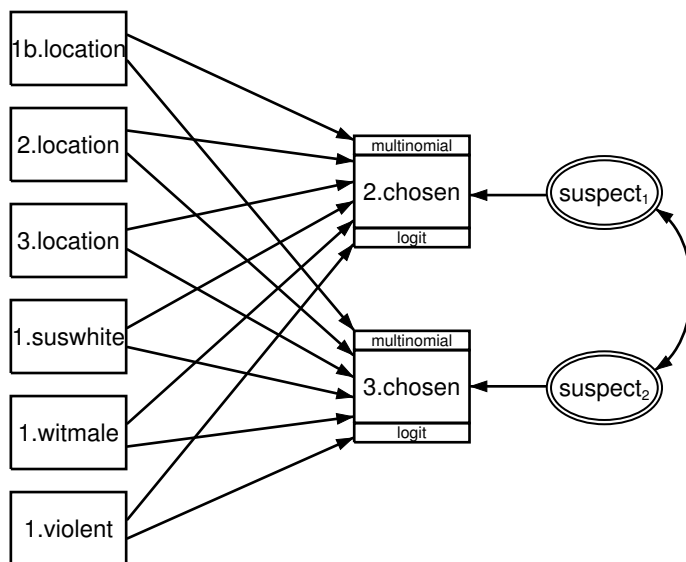 1b.location
2.location
3.location
1.suswhite
1.witmale
1.violent
multinomial
2.chosen
logit
multinomial
3.chosen
logit
suspect₁
suspect₂